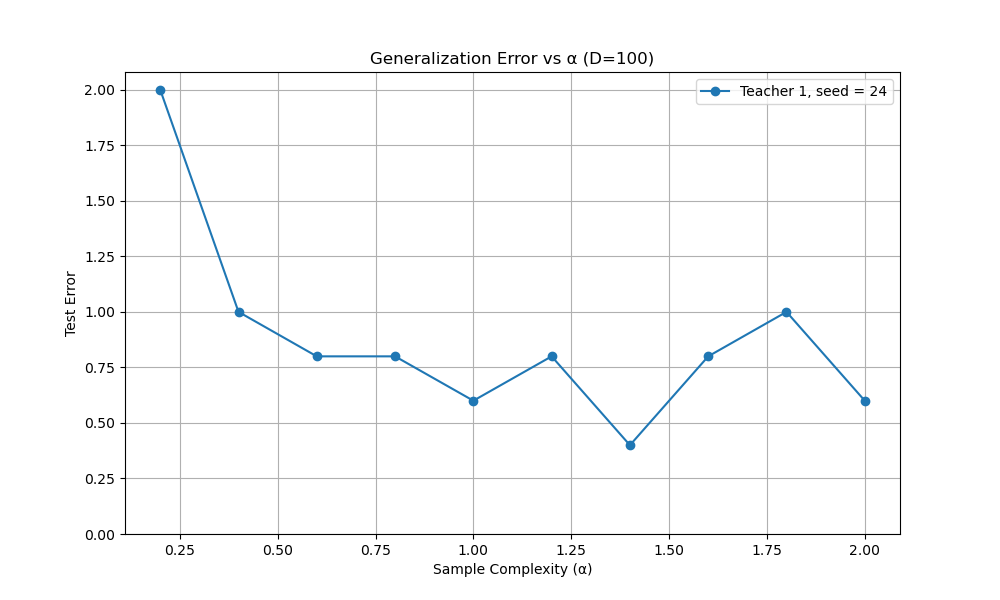 Generalization Error vs α (D=100)
Teacher 1, seed = 24
Test Error
2.00
1.75
1.50
1.25
1.00
0.75
0.50
0.25
0.00
0.25 0.50 0.75 1.00 1.25 1.50 1.75 2.00
Sample Complexity (α)